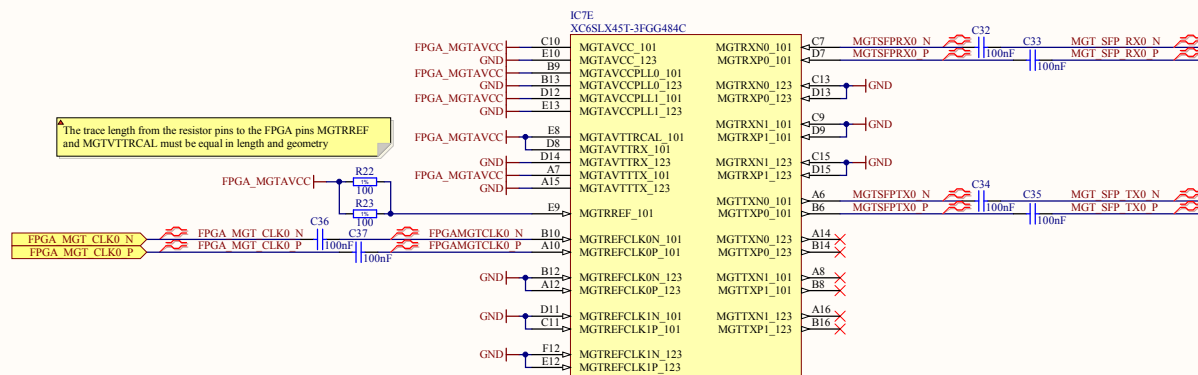 IC7E
XC6SLX45T-3FGG484C
FPGA_MGTAVCC C10 MGTAVCC_101
GND E10 MGTAVCC_123
FPGA_MGTAVCC B9 MGTAVCCPLL0_101
GND B13 MGTAVCCPLL0_123
FPGA_MGTAVCC D12 MGTAVCCPLL1_101
GND E13 MGTAVCCPLL1_123
FPGA_MGTAVCC E8 MGTAVTTRCAL_101
D8 MGTAVTTRX_101
GND D14 MGTAVTTRX_123
FPGA_MGTAVCC A7 MGTAVTTTX_101
GND A15 MGTAVTTTX_123
The trace length from the resistor pins to the FPGA pins MGTRREF
and MGTVTTRCAL must be equal in length and geometry
FPGA_MGTAVCC
R22
1%
100
R23
1%
100
E9 MGTRREF_101
FPGA_MGT_CLK0_N FPGA_MGT_CLK0_N C36 100nF FPGAMGTCLK0_N B10 MGTREFCLK0N_101
FPGA_MGT_CLK0_P FPGA_MGT_CLK0_P C37 100nF FPGAMGTCLK0_P A10 MGTREFCLK0P_101
GND B12 MGTREFCLK0N_123
A12 MGTREFCLK0P_123
GND D11 MGTREFCLK1N_101
C11 MGTREFCLK1P_101
GND F12 MGTREFCLK1N_123
E12 MGTREFCLK1P_123
MGTRXN0_101 C7 MGTSFPRX0_N C32 100nF MGT_SFP_RX0_N
MGTRXP0_101 D7 MGTSFPRX0_P C33 100nF MGT_SFP_RX0_P
MGTRXN0_123 C13 GND
MGTRXP0_123 D13
MGTRXN1_101 C9 GND
MGTRXP1_101 D9
MGTRXN1_123 C15 GND
MGTRXP1_123 D15
MGTTXN0_101 A6 MGTSFPTX0_N C34 100nF MGT_SFP_TX0_N
MGTTXP0_101 B6 MGTSFPTX0_P C35 100nF MGT_SFP_TX0_P
MGTTXN0_123 A14
MGTTXP0_123 B14
MGTTXN1_101 A8
MGTTXP1_101 B8
MGTTXN1_123 A16
MGTTXP1_123 B16